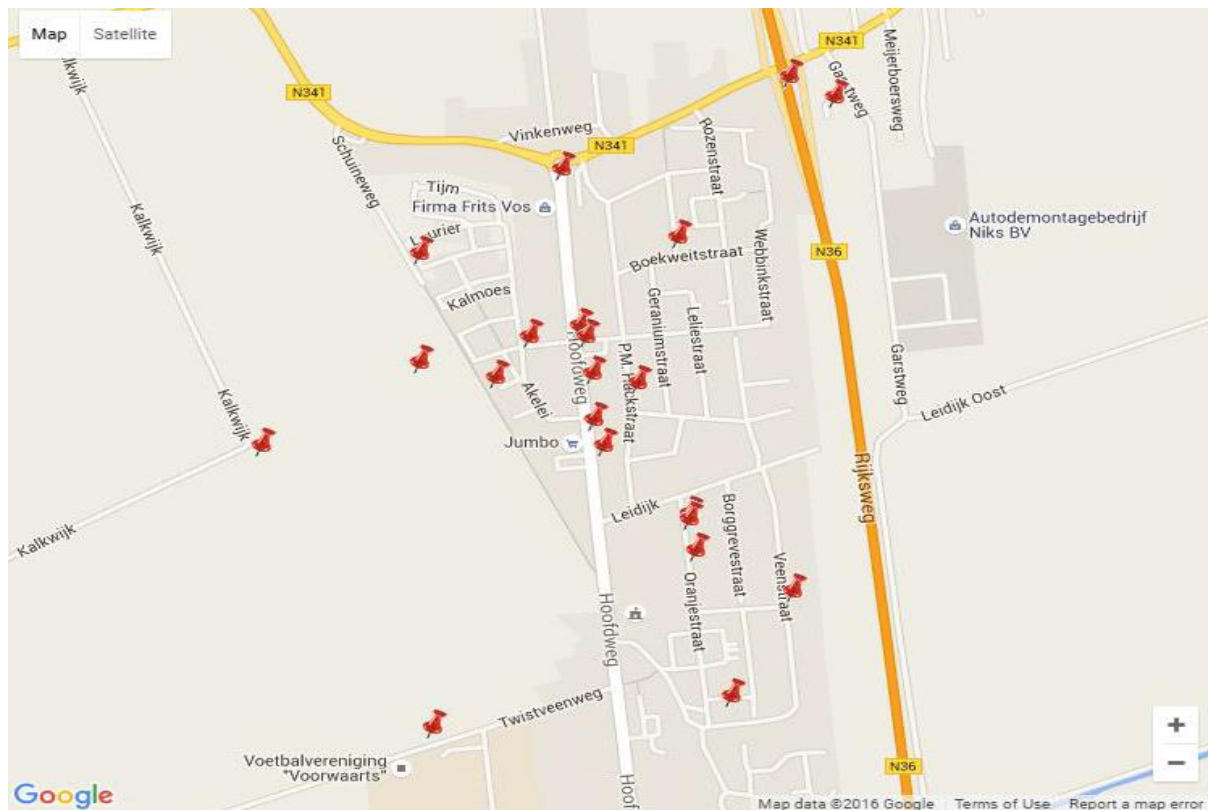 Map Satellite
Kalkwijk
N341
N341
Garstweg
Meijerboersweg
Vinkenweg
N341
Schuineweg
Rozenstraat
Tijm
Firma Frits Vos
Kalkwijk
Laurier
Autodemontagebedrijf
Niks BV
Webbinkstraat
Boekweitstraat
N36
Kalmoes
Geraniumstraat
Leliestraat
Hoofdweg
P.M. Hackstraat
Garstweg
Kalkwijk
Akelei
Leidijk Oost
Jumbo
Rijksweg
Leidijk
Borggrevestraat
Kalkwijk
Veenstraat
Oranjestraat
Hoofdweg
Twistveenweg
Voetbalvereniging
"Voorwaarts"
N36
Hoof
Google
Map data ©2016 Google Terms of Use Report a map error